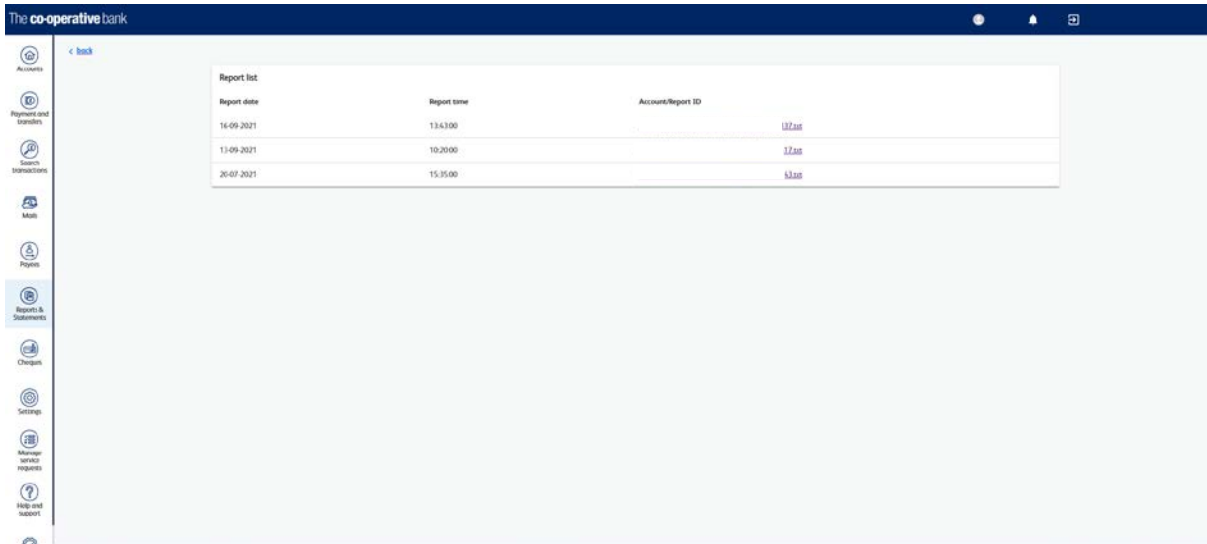 The co-operative bank
Accounts
Payment and
transfers
Search
transactions
Mails
Payees
Reports &
Statements
Cheques
Settings
Manage
service
requests
Help and
support
< back
Report list
Report date Report time Account/Report ID
16-09-2021 13:43:00 137.txt
13-09-2021 10:20:00 17.txt
20-07-2021 15:35:00 43.txt